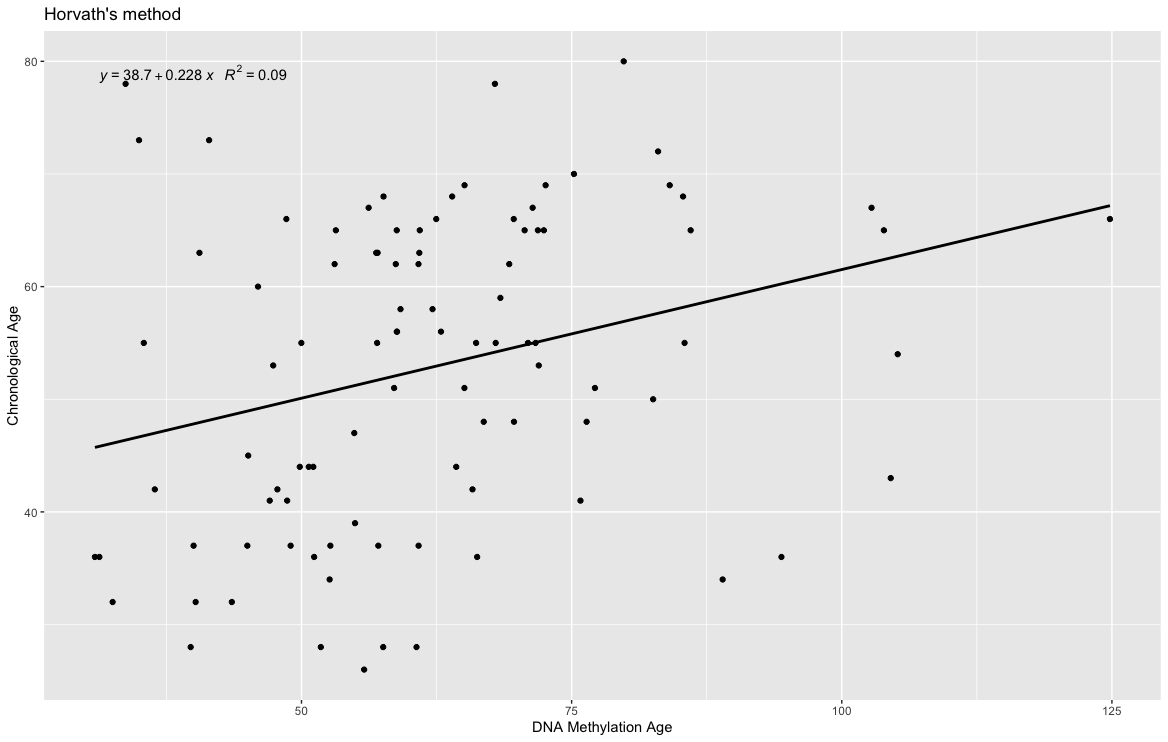 Horvath's method
y = 38.7 + 0.228 x R² = 0.09
80
60
40
Chronological Age
50 75 100 125
DNA Methylation Age